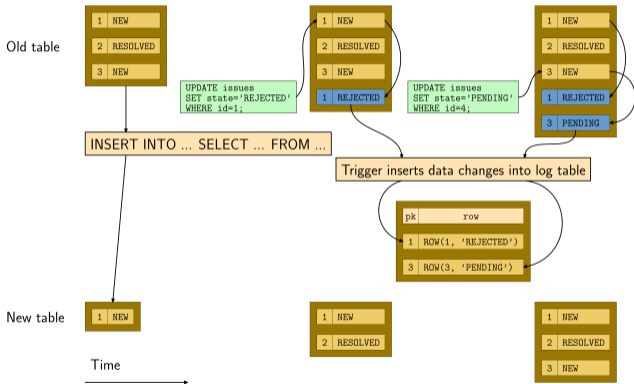 Old table
1 NEW
2 RESOLVED
3 NEW
UPDATE issues
SET state='REJECTED'
WHERE id=1;
1 NEW
2 RESOLVED
3 NEW
1 REJECTED
UPDATE issues
SET state='PENDING'
WHERE id=4;
1 NEW
2 RESOLVED
3 NEW
1 REJECTED
3 PENDING
INSERT INTO ... SELECT ... FROM ...
Trigger inserts data changes into log table
pk row
1 ROW(1, 'REJECTED')
3 ROW(3, 'PENDING')
New table
1 NEW
1 NEW
2 RESOLVED
1 NEW
2 RESOLVED
3 NEW
Time